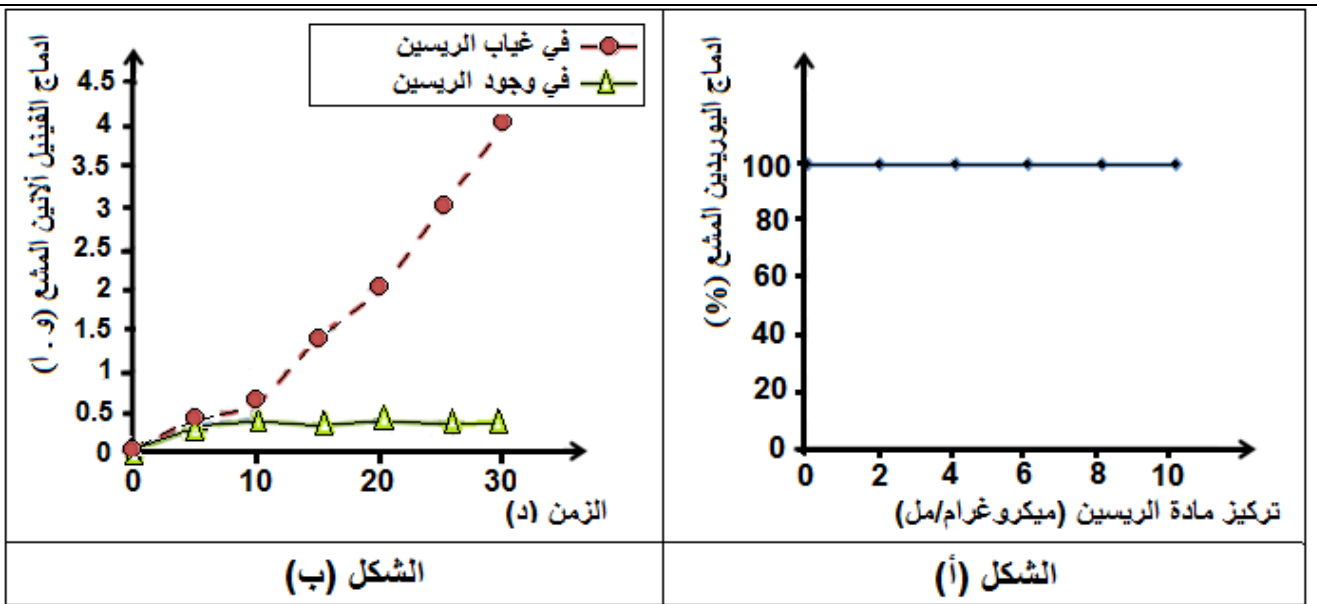 ادماج اليوريدين المشع (%)
100
80
60
40
20
0
0 2 4 6 8 10
تركيز مادة الريسين (ميكروغرام/مل)
الشكل (أ)
في غياب الريسين
في وجود الريسين
ادماج الفينيل ألانين المشع (و . ا)
4.5
4
3.5
3
2.5
2
1.5
1
0.5
0
0 10 20 30
الزمن (د)
الشكل (ب)